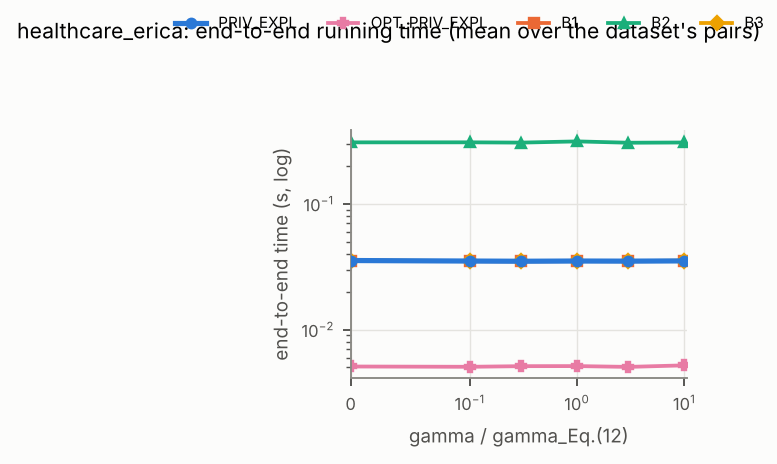 PRIV_EXPL OPT_PRIV_EXPL B1 B2 B3
healthcare_erica: end-to-end running time (mean over the dataset's pairs)
end-to-end time (s, log)
10⁻¹
10⁻²
0 10⁻¹ 10⁰ 10¹
gamma / gamma_Eq.(12)